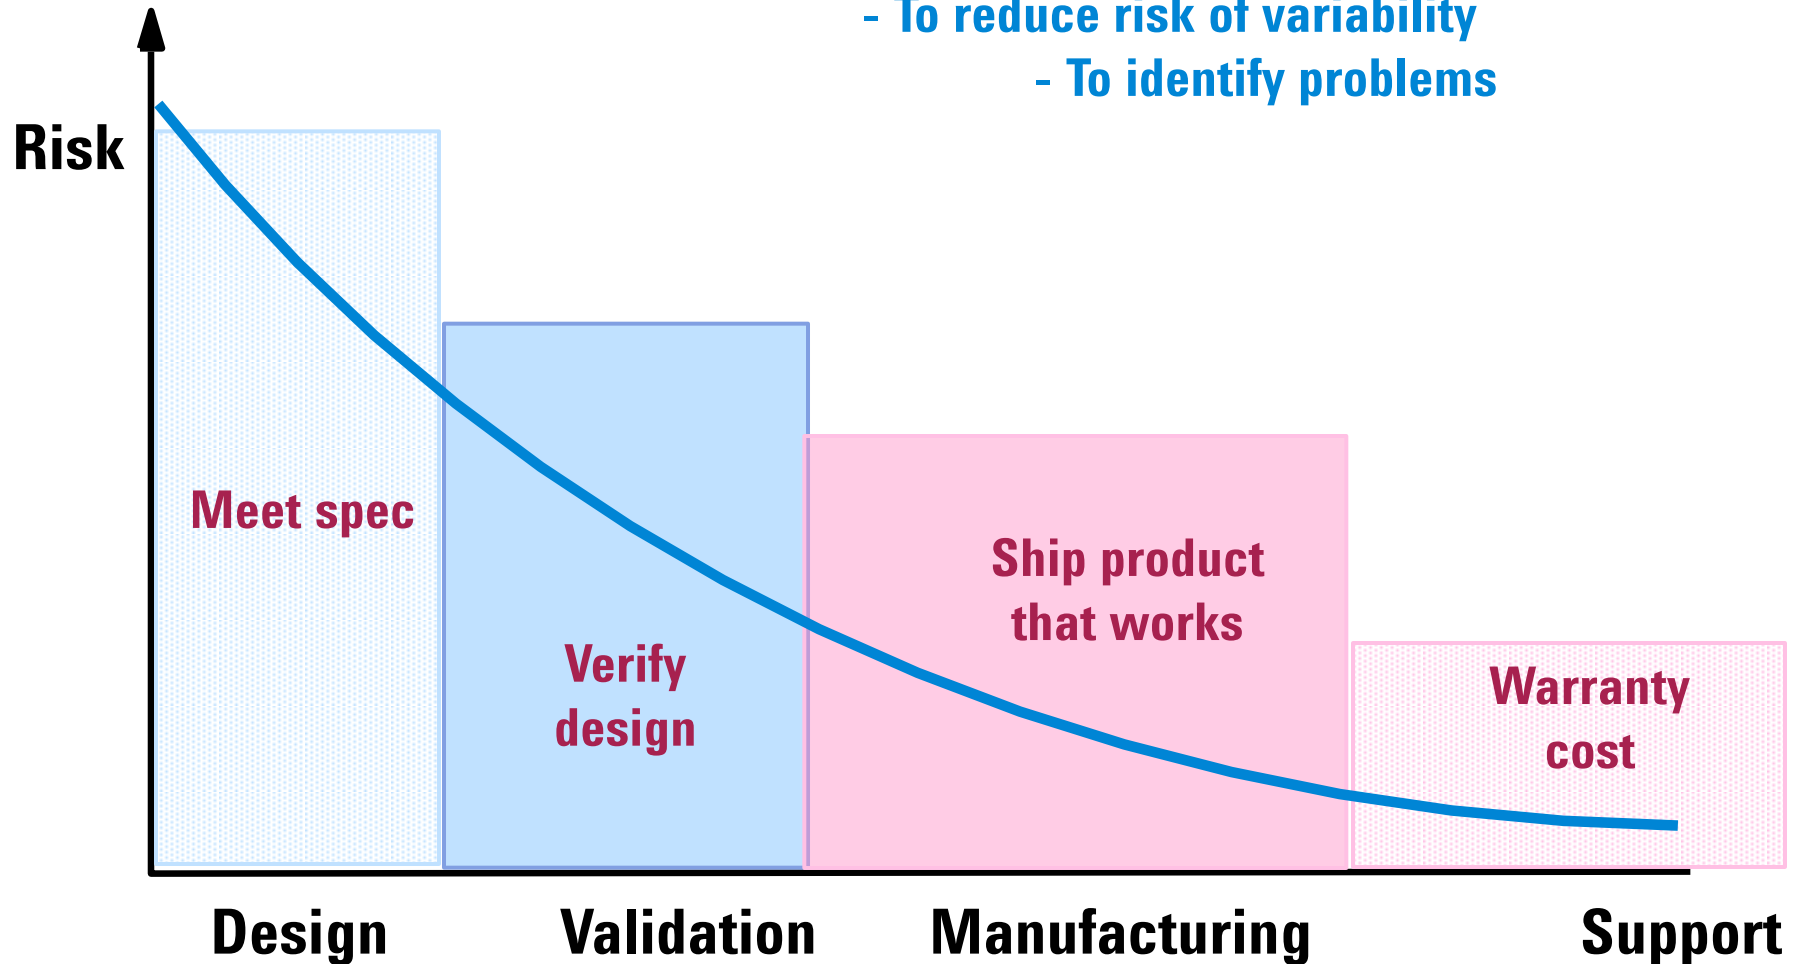 - To reduce risk of variability
- To identify problems
Risk
Meet spec
Ship product
that works
Verify
design
Warranty
cost
Design
Validation
Manufacturing
Support